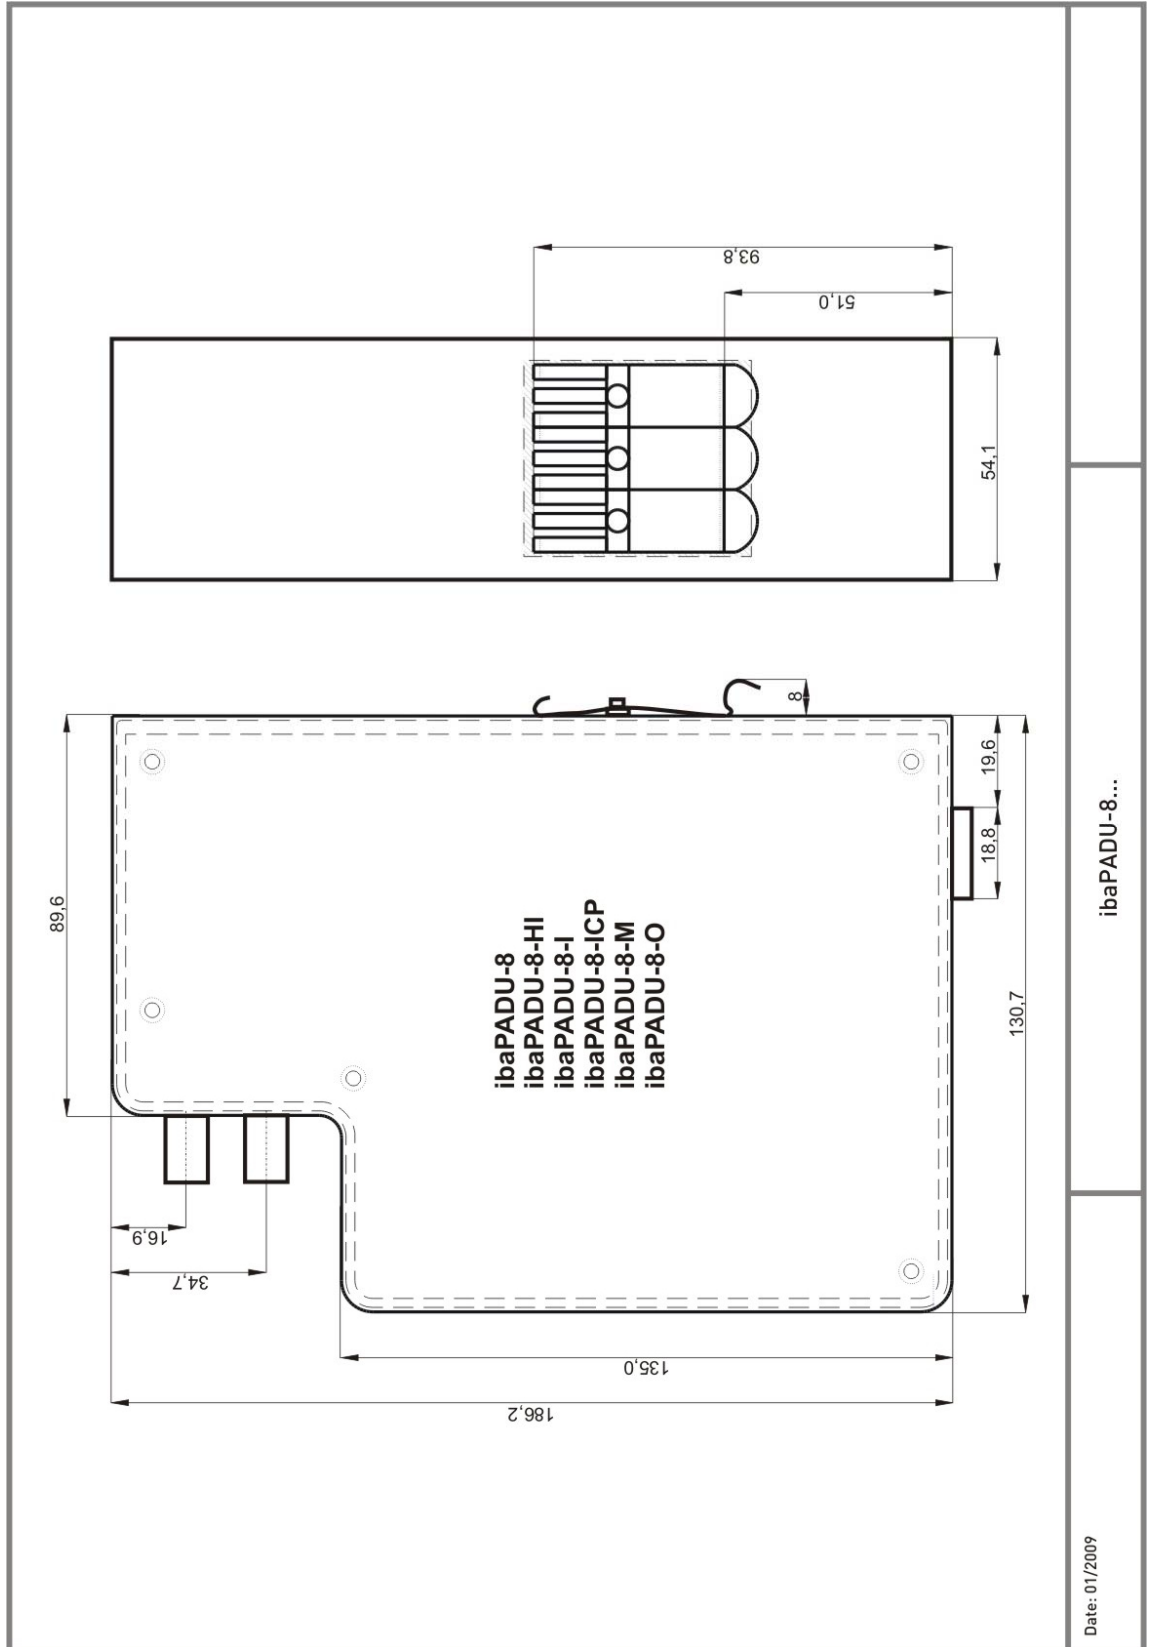 93,8
51,0
54,1
8
89,6
19,6
18,8
130,7
ibaPADU-8
ibaPADU-8-HI
ibaPADU-8-I
ibaPADU-8-ICP
ibaPADU-8-M
ibaPADU-8-O
16,9
34,7
135,0
186,2
ibaPADU-8...
Date: 01/2009